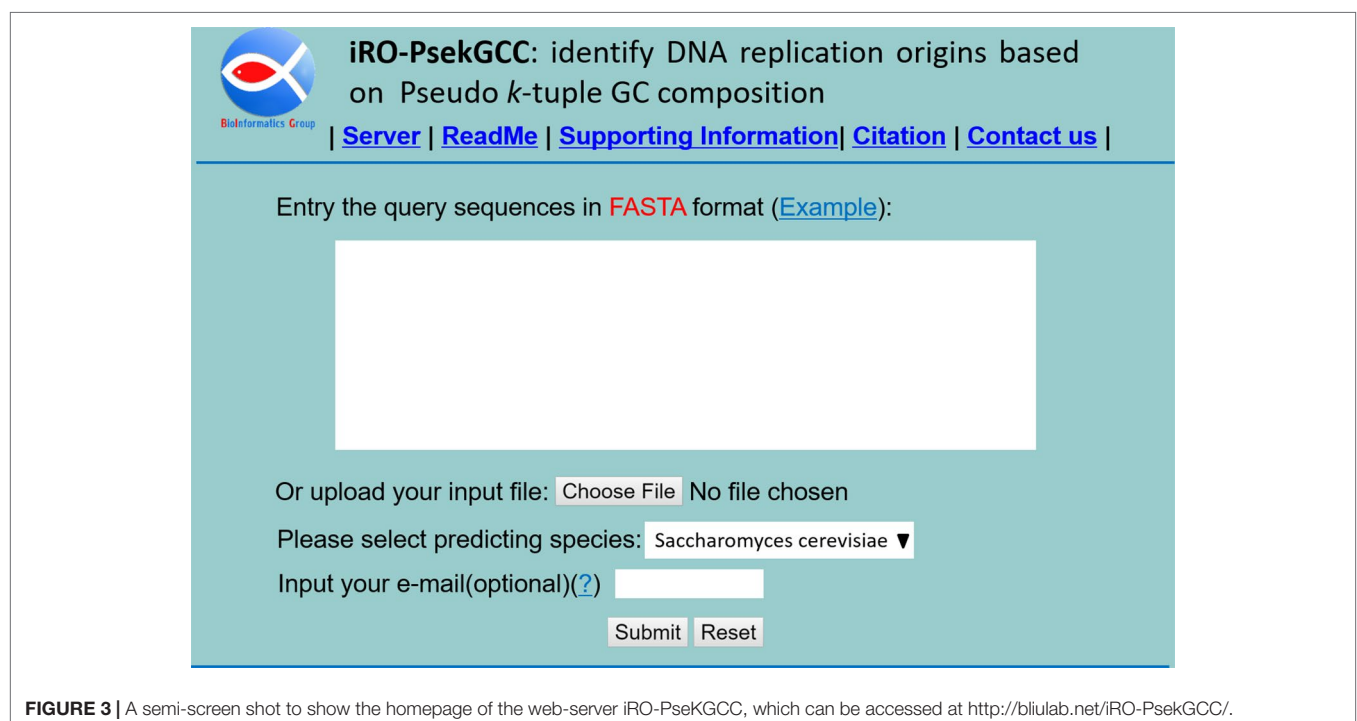 iRO-PsekGCC: identify DNA replication origins based
on Pseudo k-tuple GC composition
BioInformatics Group
| Server | ReadMe | Supporting Information| Citation | Contact us |
Entry the query sequences in FASTA format (Example):
Or upload your input file: Choose File No file chosen
Please select predicting species: Saccharomyces cerevisiae ▼
Input your e-mail(optional)(?)
Submit Reset
FIGURE 3 | A semi-screen shot to show the homepage of the web-server iRO-PseKGCC, which can be accessed at http://bliulab.net/iRO-PsekGCC/.